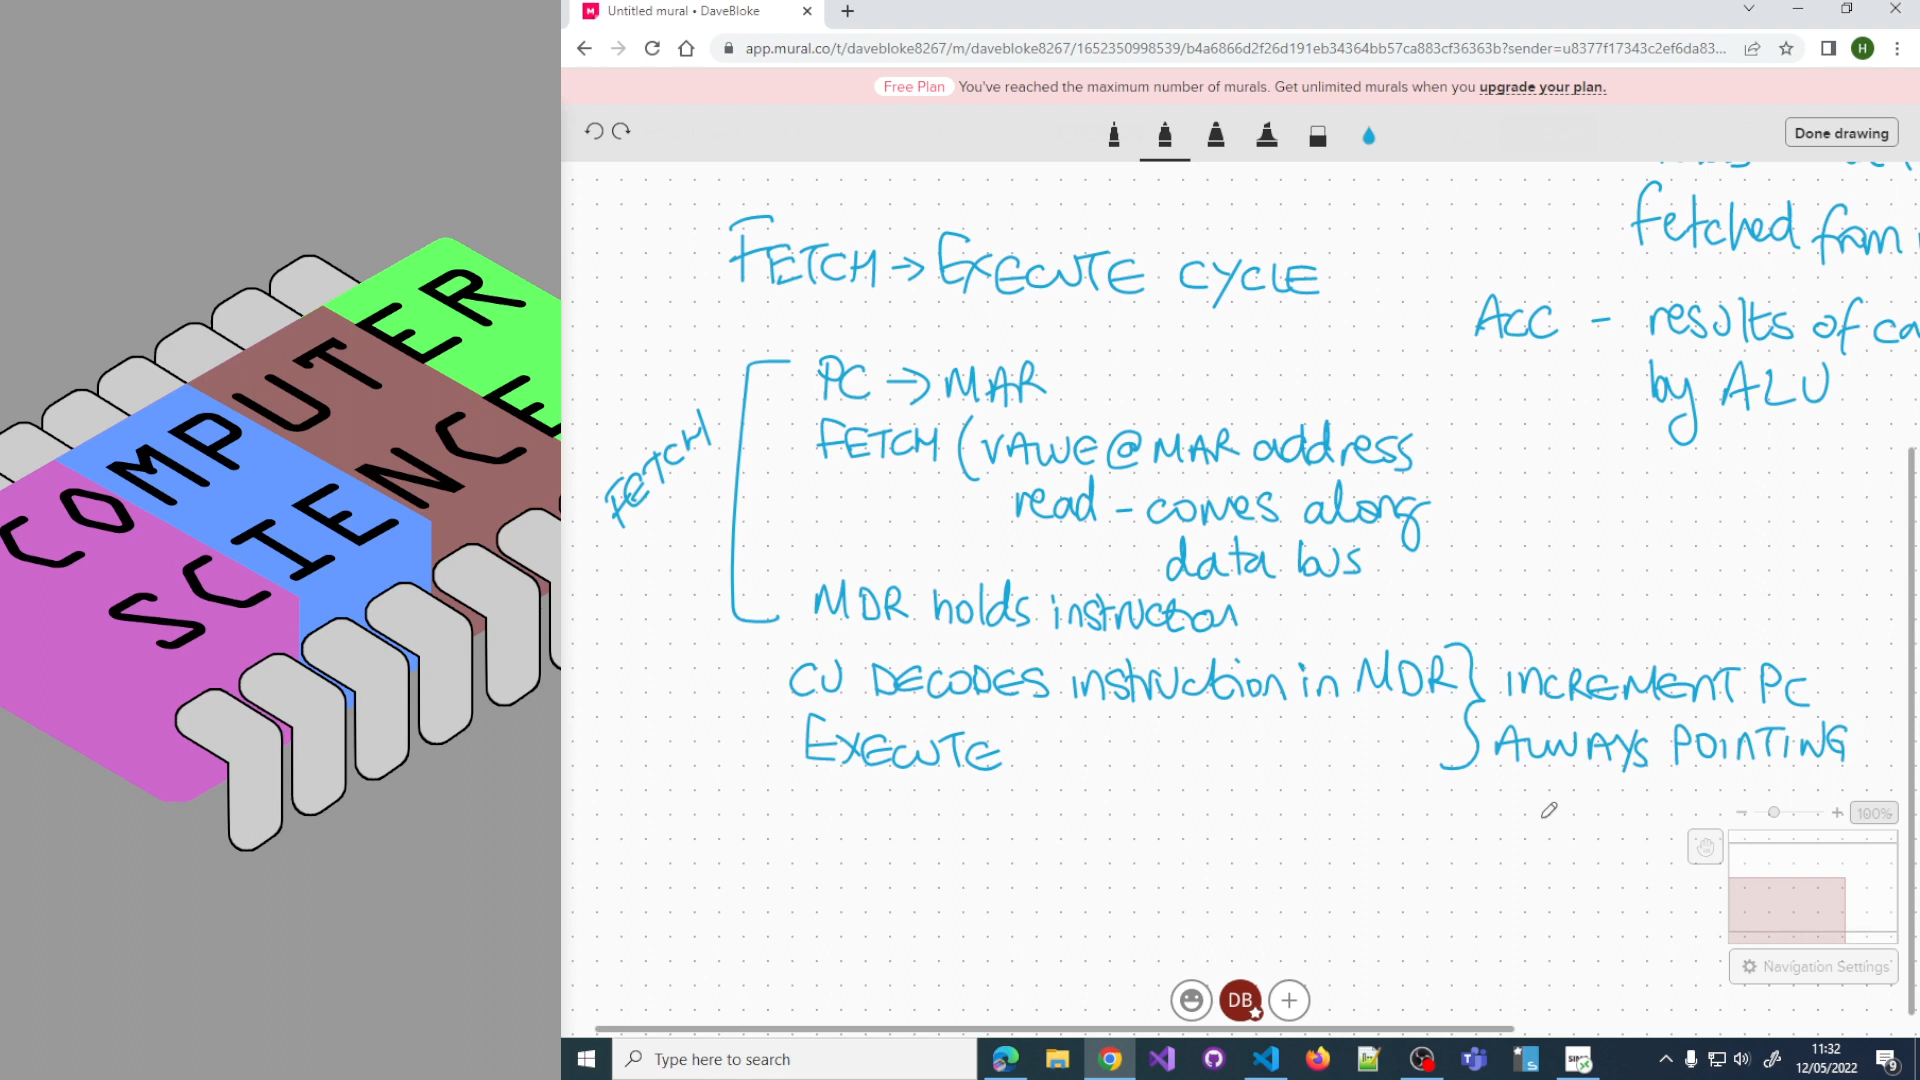 COMPUTER
SCIENCE
Untitled mural • DaveBloke
app.mural.co/t/davebloke8267/m/davebloke8267/1652350998539/b4a6866d2f26d191eb34364bb57ca883cf36363b?sender=u8377f17343c2ef6da83...
H
Free Plan You've reached the maximum number of murals. Get unlimited murals when you upgrade your plan.
Done drawing
fetched from
FETCH → EXECUTE CYCLE
ACC - results of ca
by ALU
FETCH
PC → MAR
FETCH (VALUE @ MAR address
read - comes along
data bus
MDR holds instruction
CU DECODES instruction in MDR } INCREMENT PC
EXECUTE } ALWAYS POINTING
100%
Navigation Settings
DB
Type here to search
11:32
12/05/2022
9